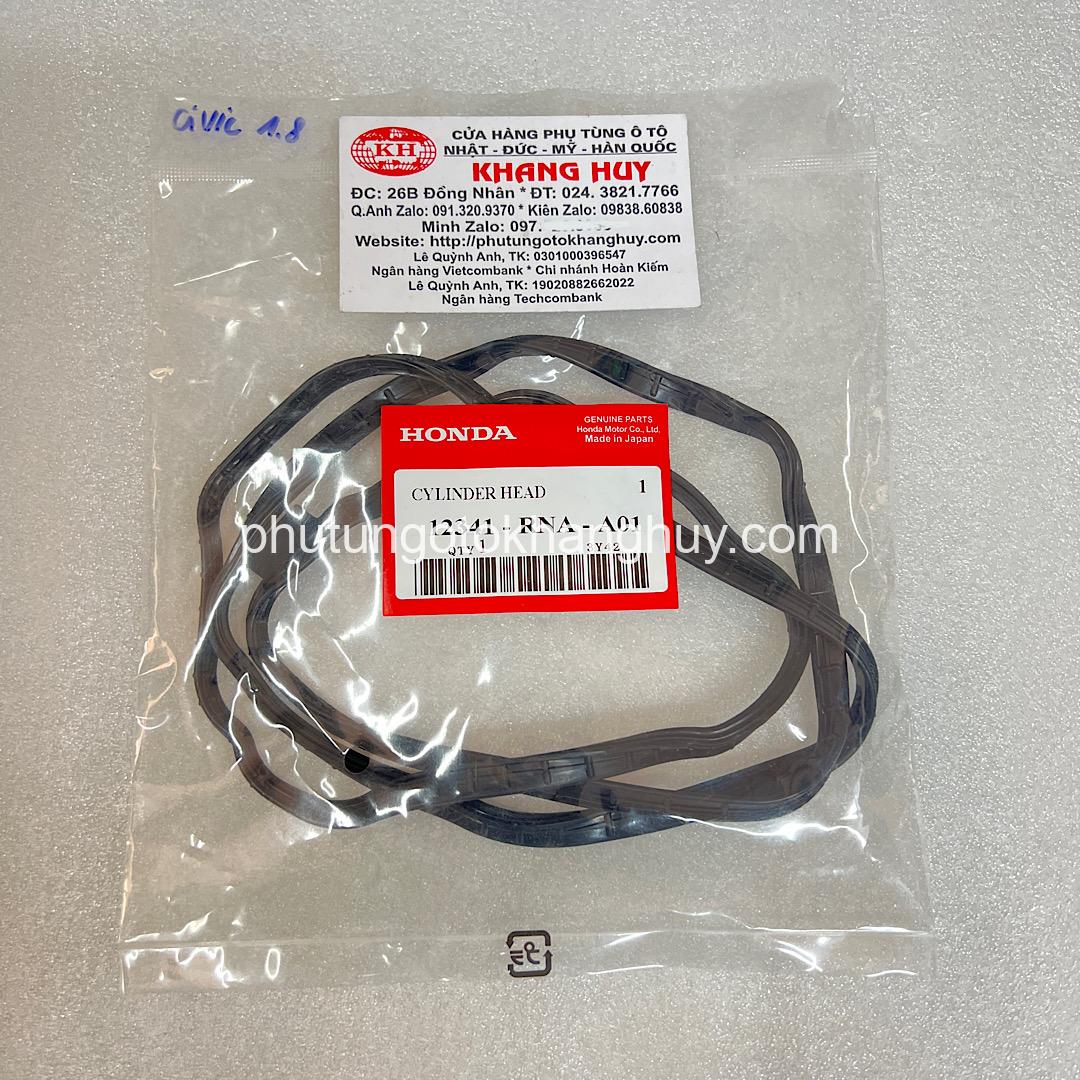 civic 1.8
KH
CỬA HÀNG PHỤ TÙNG Ô TÔ
NHẬT - ĐỨC - MỸ - HÀN QUỐC
KHANG HUY
ĐC: 26B Đồng Nhân * ĐT: 024. 3821.7766
Q.Anh Zalo: 091.320.9370 * Kiên Zalo: 09838.60838
Minh Zalo: 097.
Website: http://phutungotokhanghuy.com
Lê Quỳnh Anh, TK: 0301000396547
Ngân hàng Vietcombank * Chi nhánh Hoàn Kiếm
Lê Quỳnh Anh, TK: 19020882662022
Ngân hàng Techcombank
HONDA
GENUINE PARTS
Honda Motor Co., Ltd.
Made in Japan
CYLINDER HEAD 1
12341 - RNA - A01
phutungotokhanghuy.com
QTY 1 3Y42